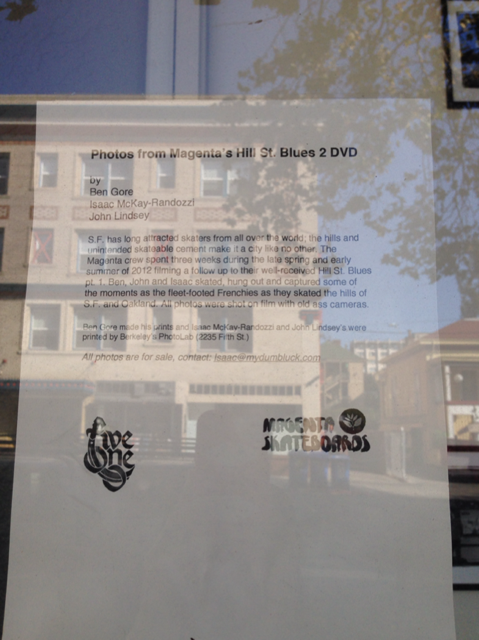 Photos from Magenta's Hill St. Blues 2 DVD
by
Ben Gore
Isaac McKay-Randozzi
John Lindsey
S.F. has long attracted skaters from all over the world; the hills and
unintended skateable cement make it a city like no other. The
Magenta crew spent three weeks during the late spring and early
summer of 2012 filming a follow up to their well-received Hill St. Blues
pt. 1. Ben, John and Isaac skated, hung out and captured some of
the moments as the fleet-footed Frenchies as they skated the hills of
S.F. and Oakland. All photos were shot on film with old ass cameras.
Ben Gore made his prints and Isaac McKay-Randozzi and John Lindsey's were
printed by Berkeley's PhotoLab (2235 Fifth St.)
All photos are for sale, contact: Isaac@mydumbluck.com
five
One
MAGENTA
SKATEBOARDS